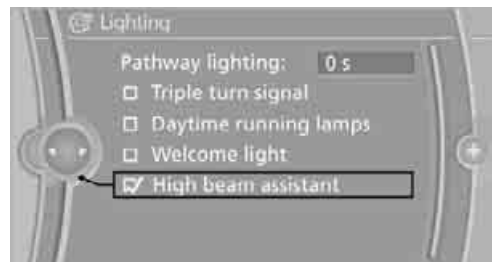 Lighting
Pathway lighting: 0 s
Triple turn signal
Daytime running lamps
Welcome light
High beam assistant